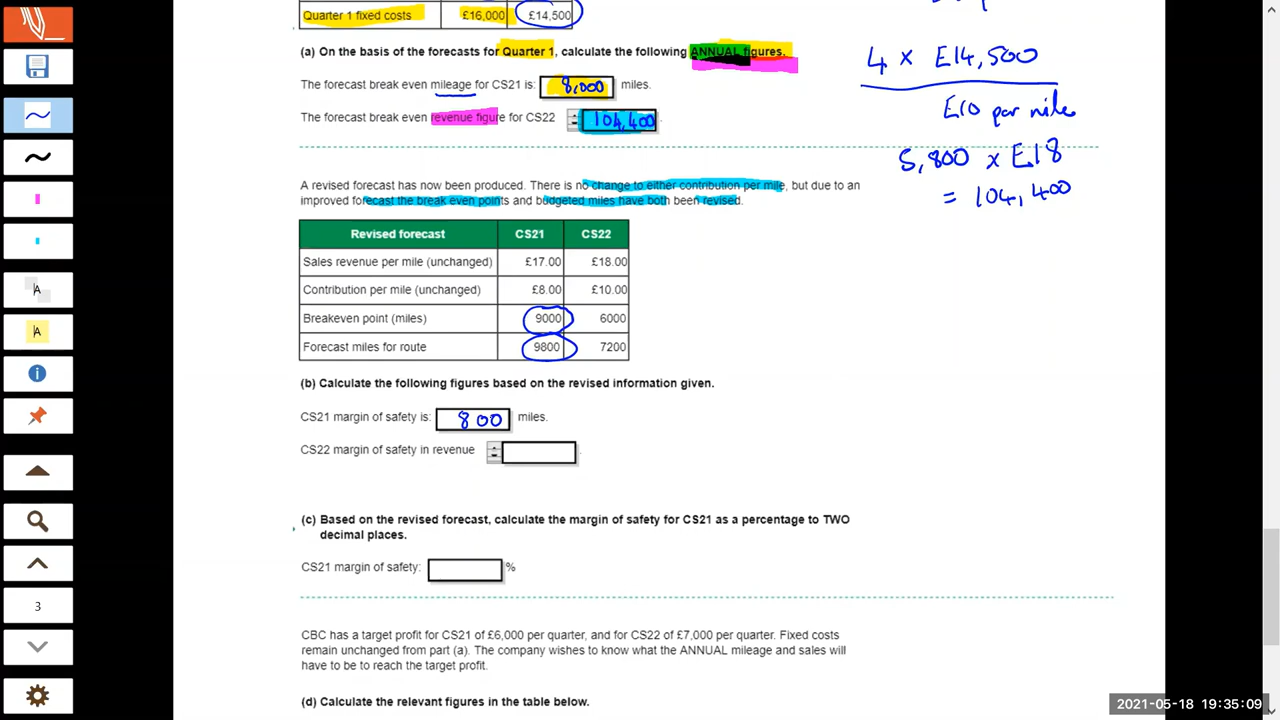 Quarter 1 fixed costs £16,000 £14,500
(a) On the basis of the forecasts for Quarter 1, calculate the following ANNUAL figures.
4 x £14,500
The forecast break even mileage for CS21 is: 8,000 miles.
£10 per mile
The forecast break even revenue figure for CS22 104,400
5,800 x £18
= 104,400
A revised forecast has now been produced. There is no change to either contribution per mile, but due to an
improved forecast the break even points and budgeted miles have both been revised.
Revised forecast CS21 CS22
Sales revenue per mile (unchanged) £17.00 £18.00
Contribution per mile (unchanged) £8.00 £10.00
Breakeven point (miles) 9000 6000
Forecast miles for route 9800 7200
(b) Calculate the following figures based on the revised information given.
CS21 margin of safety is: 800 miles.
CS22 margin of safety in revenue
(c) Based on the revised forecast, calculate the margin of safety for CS21 as a percentage to TWO
decimal places.
CS21 margin of safety: %
CBC has a target profit for CS21 of £6,000 per quarter, and for CS22 of £7,000 per quarter. Fixed costs
remain unchanged from part (a). The company wishes to know what the ANNUAL mileage and sales will
have to be to reach the target profit.
(d) Calculate the relevant figures in the table below.
A
A
3
2021-05-18 19:35:09